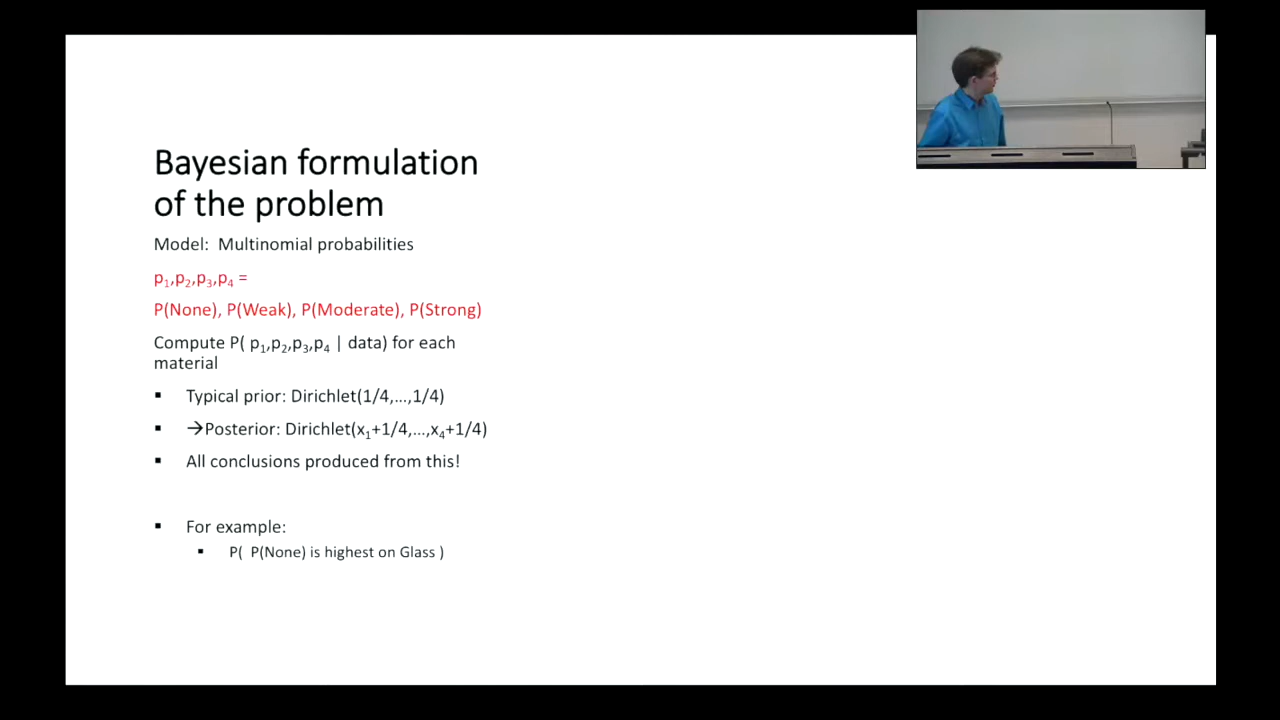 Bayesian formulation
of the problem
Model:  Multinomial probabilities
p₁,p₂,p₃,p₄ =
P(None), P(Weak), P(Moderate), P(Strong)
Compute P( p₁,p₂,p₃,p₄ | data) for each
material
▪ Typical prior: Dirichlet(1/4,...,1/4)
▪ →Posterior: Dirichlet(x₁+1/4,...,x₄+1/4)
▪ All conclusions produced from this!
▪ For example:
▪ P(  P(None) is highest on Glass )